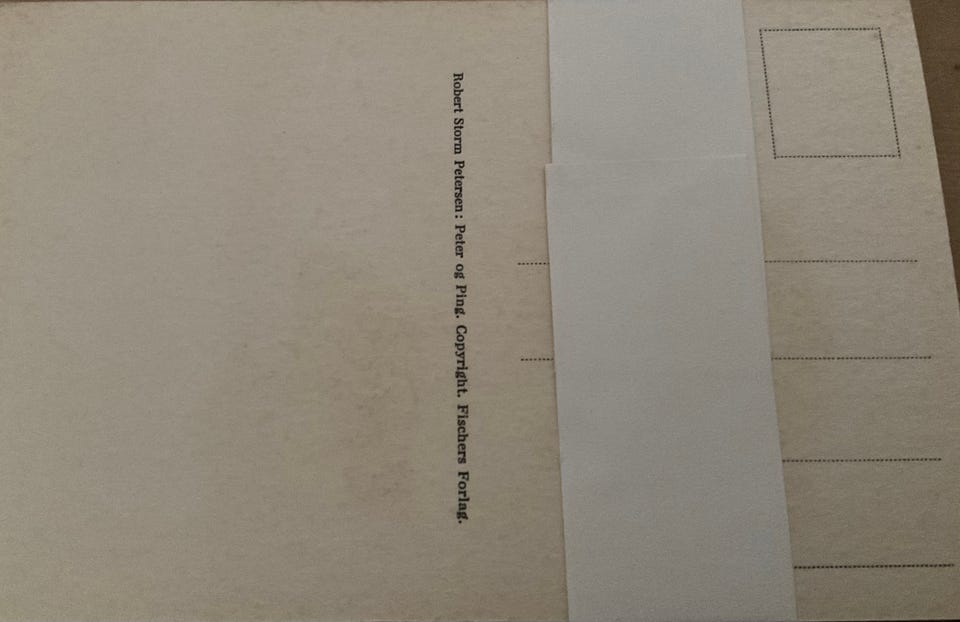 Robert Storm Petersen: Peter og Ping. Copyright. Fischers Forlag.